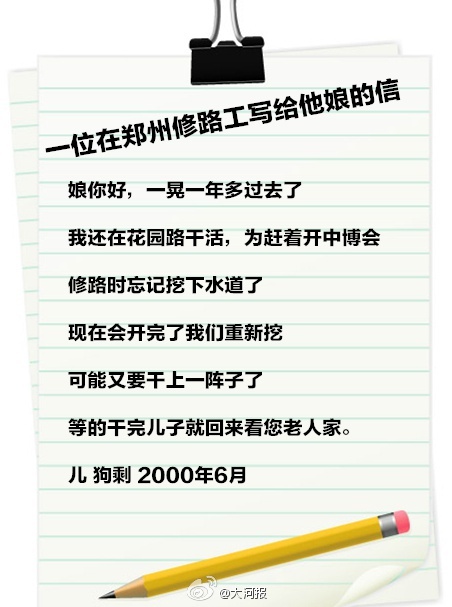 一位在郑州修路工写给他娘的信
娘你好，一晃一年多过去了
我还在花园路干活，为赶着开中博会
修路时忘记挖下水道了
现在会开完了我们重新挖
可能又要干上一阵子了
等的干完儿子就回来看您老人家。
儿 狗剩 2000年6月
@大河报